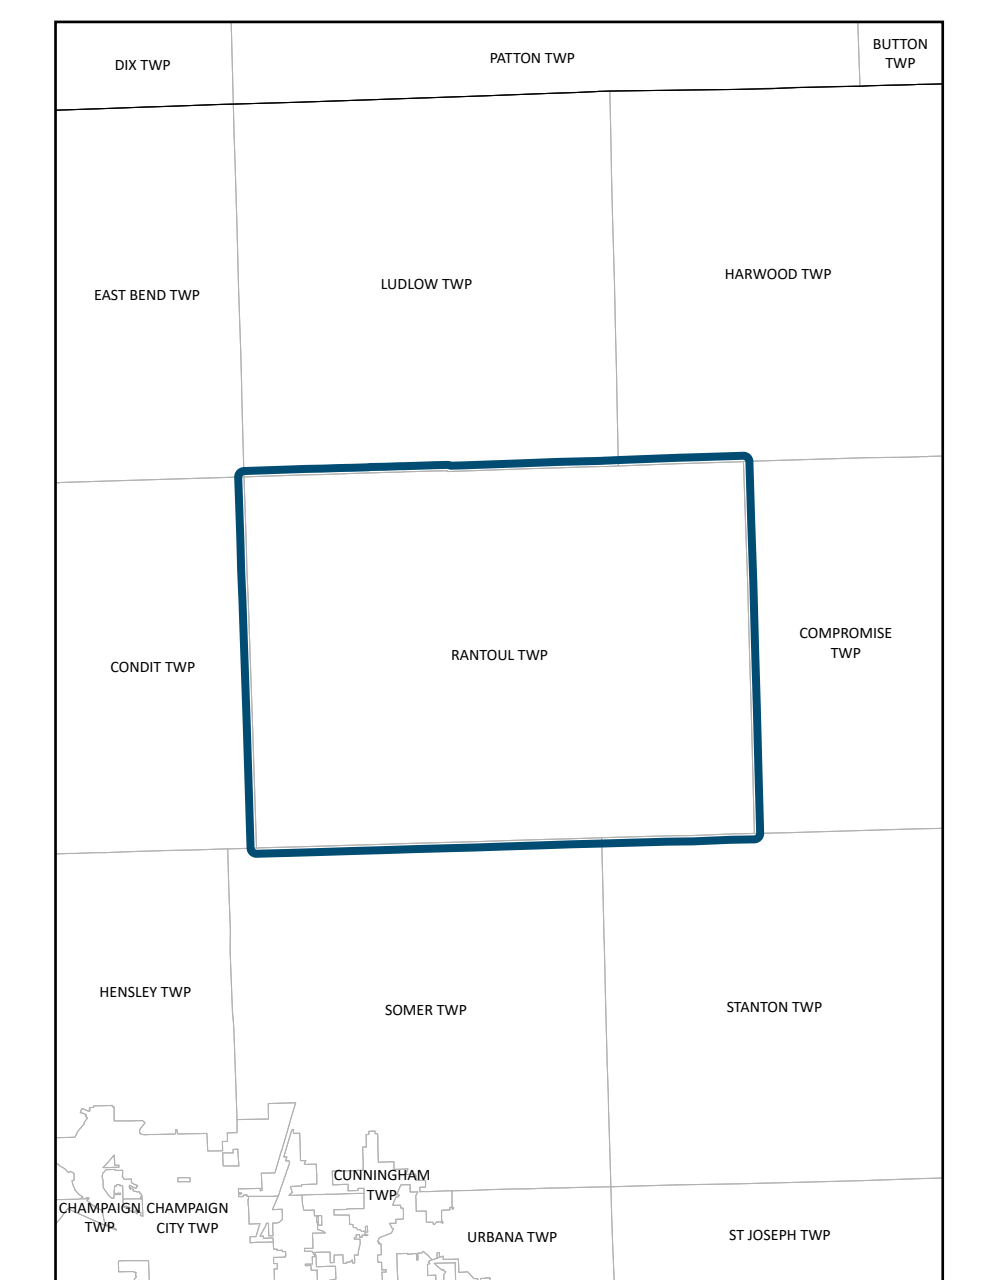 DIX TWP
PATTON TWP
BUTTON
TWP
EAST BEND TWP
LUDLOW TWP
HARWOOD TWP
CONDIT TWP
RANTOUL TWP
COMPROMISE
TWP
HENSLEY TWP
SOMER TWP
STANTON TWP
CUNNINGHAM
TWP
CHAMPAIGN
TWP
CHAMPAIGN
CITY TWP
URBANA TWP
ST JOSEPH TWP